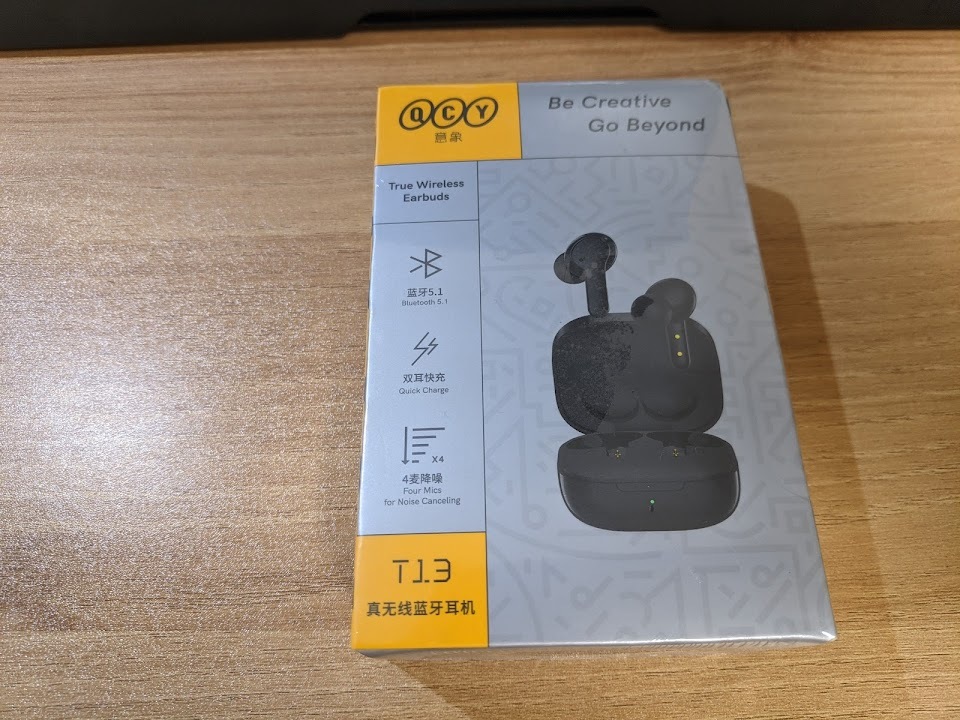 QCY
意象
Be Creative
Go Beyond
True Wireless
Earbuds
蓝牙5.1
Bluetooth 5.1
双耳快充
Quick Charge
X4
4麦降噪
Four Mics
for Noise Canceling
T13
真无线蓝牙耳机